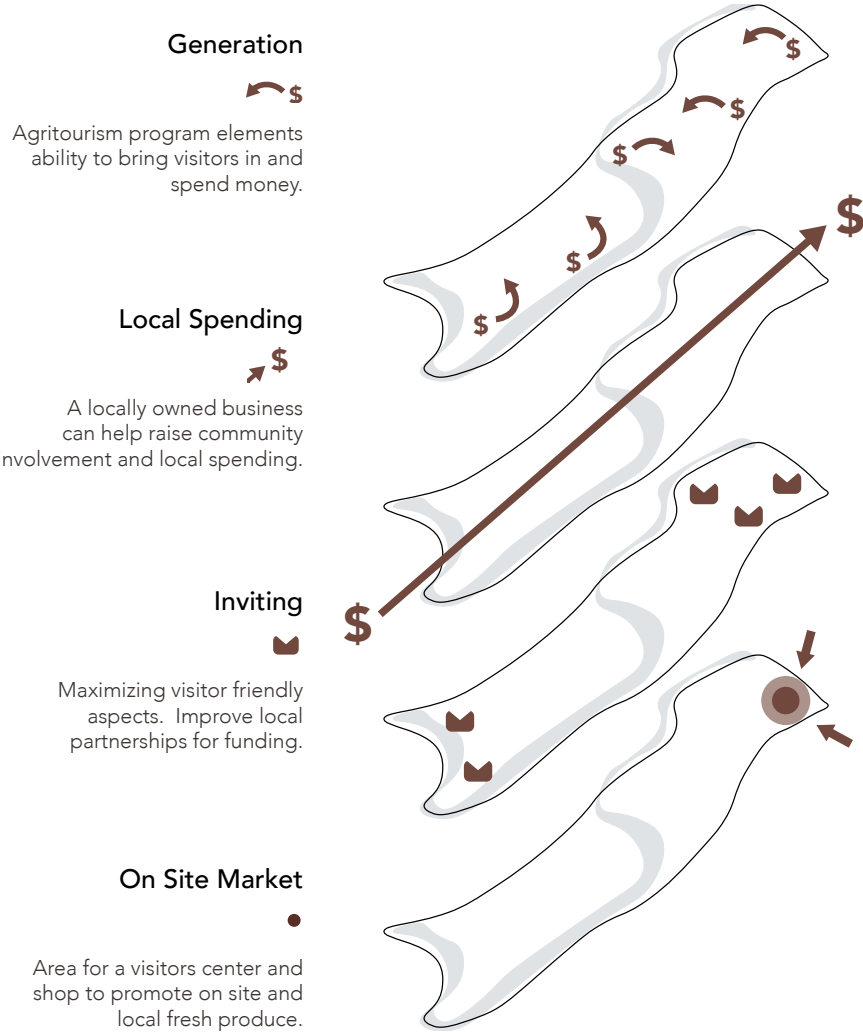 Generation
$
Agritourism program elements
ability to bring visitors in and
spend money.
Local Spending
$
A locally owned business
can help raise community
nvolvement and local spending.
Inviting
Maximizing visitor friendly
aspects.  Improve local
partnerships for funding.
On Site Market
Area for a visitors center and
shop to promote on site and
local fresh produce.
$
$
$
$
$
$
$